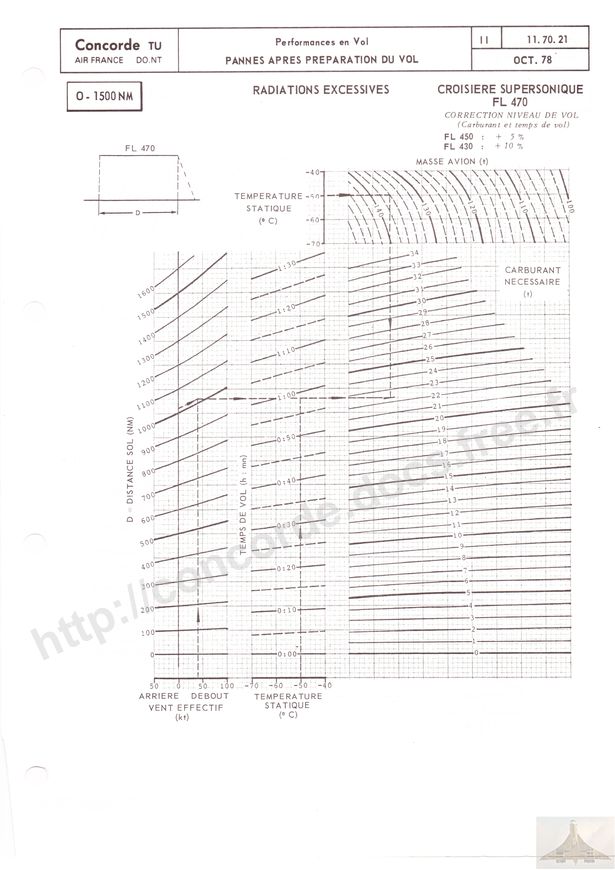 Concorde TU
AIR FRANCE DO.NT
Performances en Vol
PANNES APRES PREPARATION DU VOL
11
11.70.21
OCT. 78
0 - 1500 NM
RADIATIONS EXCESSIVES
CROISIERE SUPERSONIQUE
FL 470
CORRECTION NIVEAU DE VOL
(Carburant et temps de vol)
FL 450 : + 5 %
FL 430 : + 10 %
MASSE AVION (t)
FL 470
D
TEMPERATURE
STATIQUE
(° C)
-40
-50
-60
-70
140
130
120
110
100
CARBURANT
NECESSAIRE
(t)
34
33
32
31
30
29
28
27
26
25
24
23
22
21
20
19
18
17
16
15
14
13
12
11
10
9
8
7
6
5
4
3
2
1
0
D = DISTANCE SOL (NM)
1600
1500
1400
1300
1200
1100
1000
900
800
700
600
500
400
300
200
100
0
TEMPS DE VOL (h : mn)
1:30
1:20
1:10
1:00
0:50
0:40
0:30
0:20
0:10
0:00
50 0 50 100 -70 -60 -50 -40
ARRIERE DEBOUT
VENT EFFECTIF
(kt)
TEMPERATURE
STATIQUE
(° C)
http://concorde.docs.free.fr